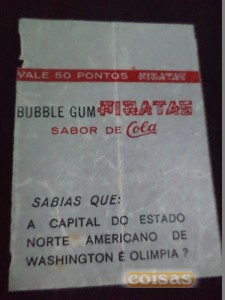 VALE 50 PONTOS PIRATAS
BUBBLE GUM PIRATAS
SABOR DE Cola
SABIAS QUE:
A CAPITAL DO ESTADO
NORTE AMERICANO DE
WASHINGTON É OLIMPIA ?
coisas